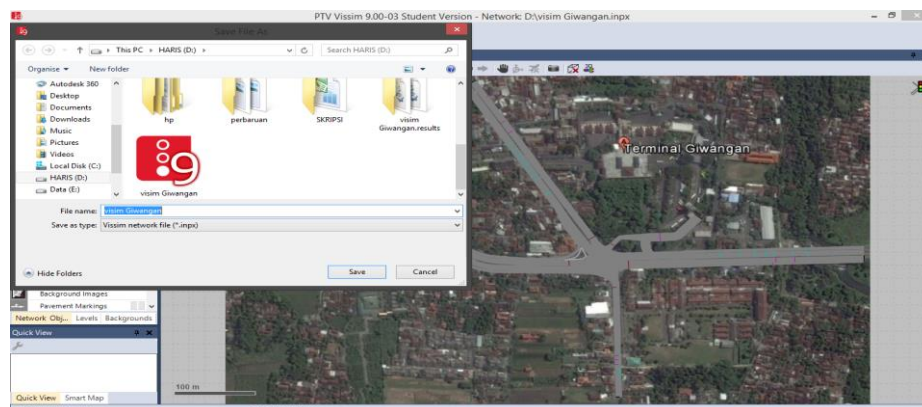 PTV Vissim 9.00-03 Student Version - Network: D:\visim Giwangan.inpx
Save File As
This PC
HARIS (D:)
Search HARIS (D:)
Organise
New folder
Autodesk 360
Desktop
Documents
Downloads
Music
Pictures
Videos
Local Disk (C:)
HARIS (D:)
Data (E:)
hp
perbaruan
SKRIPSI
visim
Giwangan.results
visim Giwangan
File name: visim Giwangan
Save as type: Vissim network file (*.inpx)
Hide Folders
Save
Cancel
Terminal Giwangan
Background Images
Pavement Markings
Network Obj...
Levels
Backgrounds
Quick View
100 m
Quick View
Smart Map